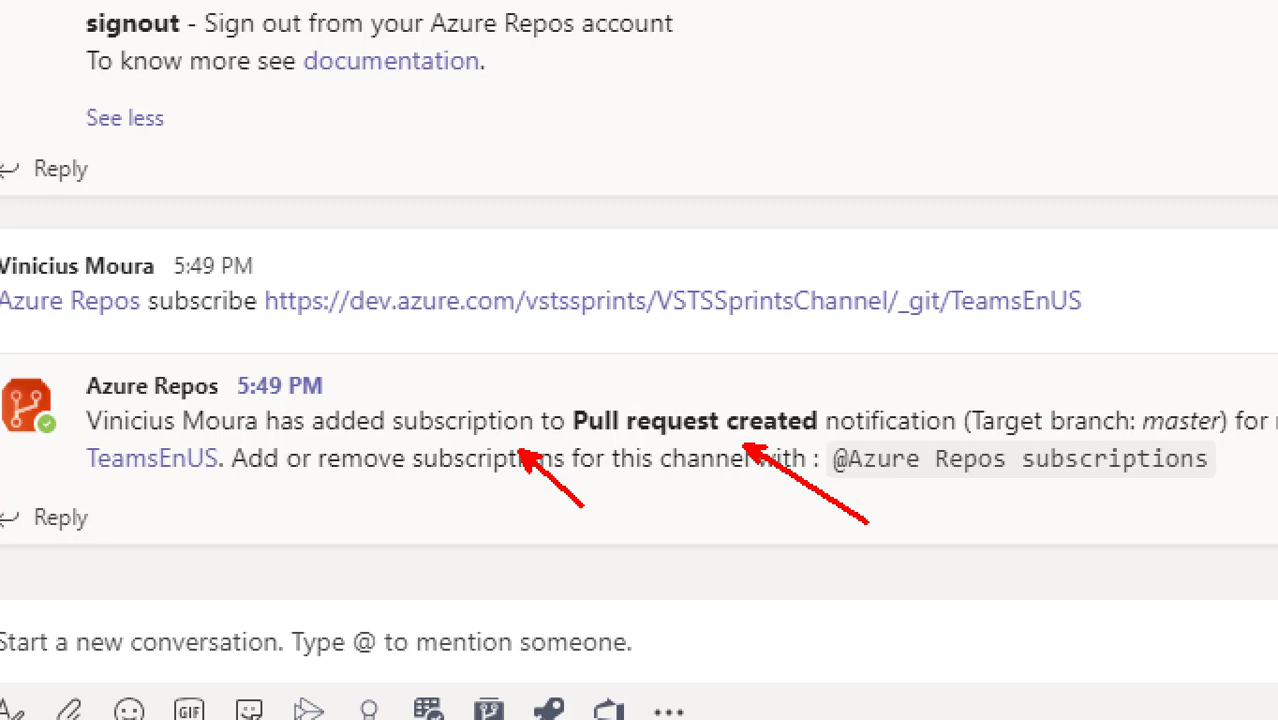 signout - Sign out from your Azure Repos account
To know more see documentation.
See less
Reply
Vinicius Moura 5:49 PM
Azure Repos subscribe https://dev.azure.com/vstssprints/VSTSSprintsChannel/_git/TeamsEnUS
Azure Repos 5:49 PM
Vinicius Moura has added subscription to Pull request created notification (Target branch: master) for
TeamsEnUS. Add or remove subscriptions for this channel with : @Azure Repos subscriptions
Reply
Start a new conversation. Type @ to mention someone.
GIF